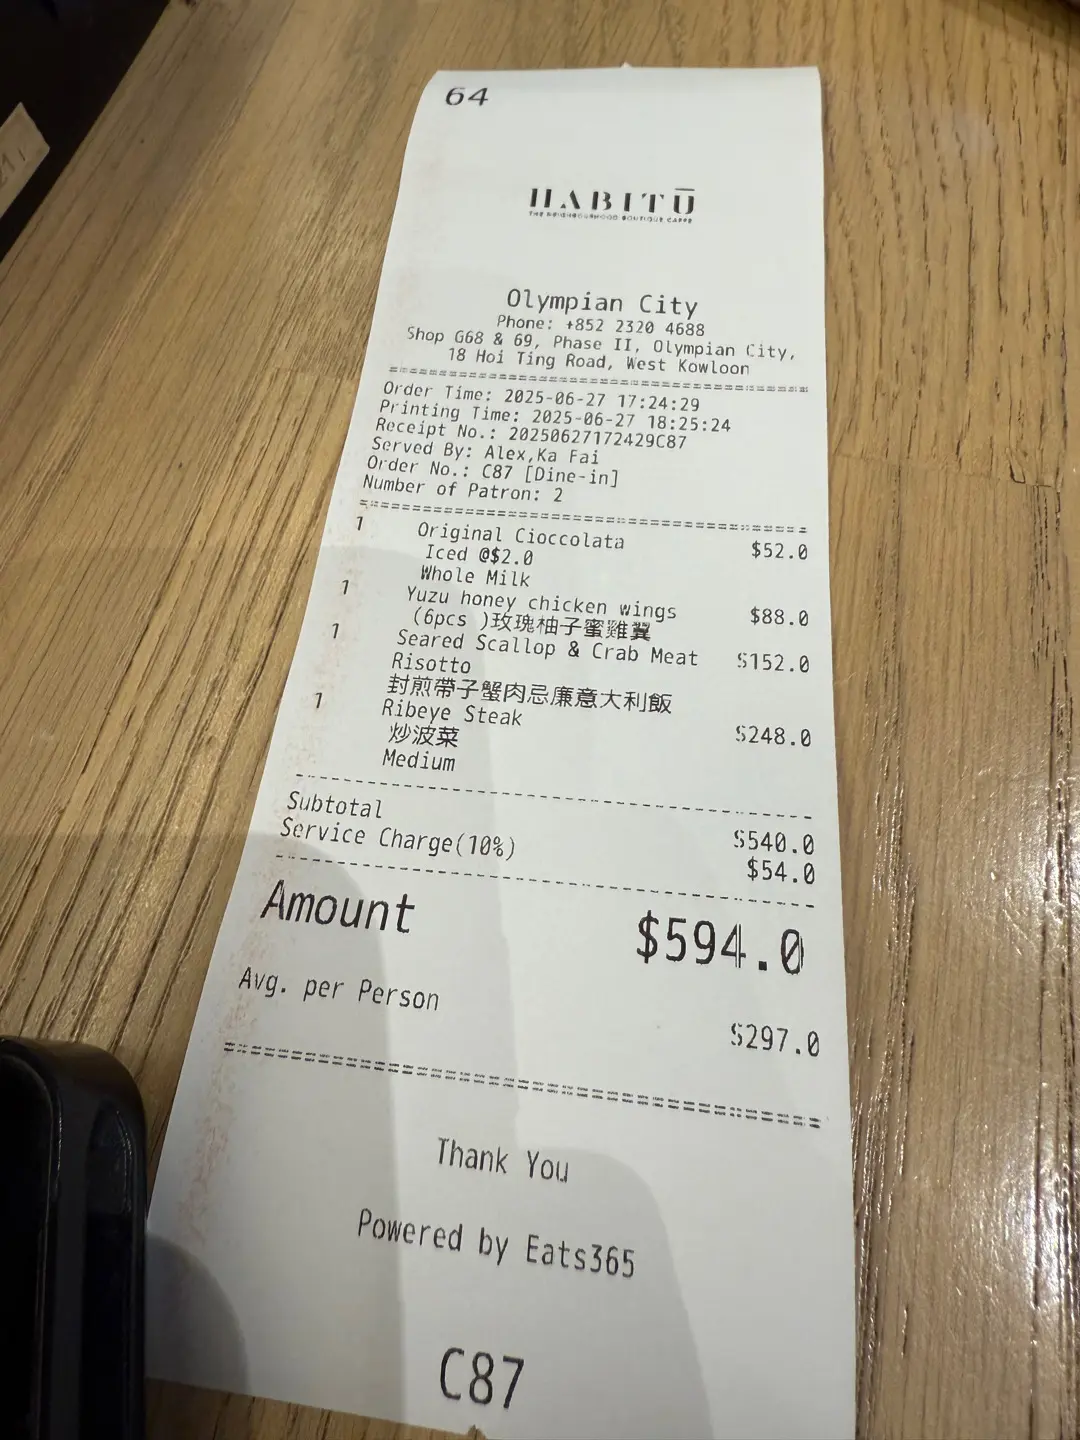 64
HABITŪ
THE NEIGHBOURHOOD BOUTIQUE CAFFE
Olympian City
Phone: +852 2320 4688
Shop G68 & 69, Phase II, Olympian City,
18 Hoi Ting Road, West Kowloon
Order Time: 2025-06-27 17:24:29
Printing Time: 2025-06-27 18:25:24
Receipt No.: 20250627172429C87
Served By: Alex,Ka Fai
Order No.: C87 [Dine-in]
Number of Patron: 2
1 Original Cioccolata $52.0
Iced @$2.0
Whole Milk
1 Yuzu honey chicken wings $88.0
(6pcs )玫瑰柚子蜜雞翼
1 Seared Scallop & Crab Meat $152.0
Risotto
封煎帶子蟹肉忌廉意大利飯
1 Ribeye Steak $248.0
炒波菜
Medium
Subtotal $540.0
Service Charge(10%) $54.0
Amount $594.0
Avg. per Person $297.0
Thank You
Powered by Eats365
C87